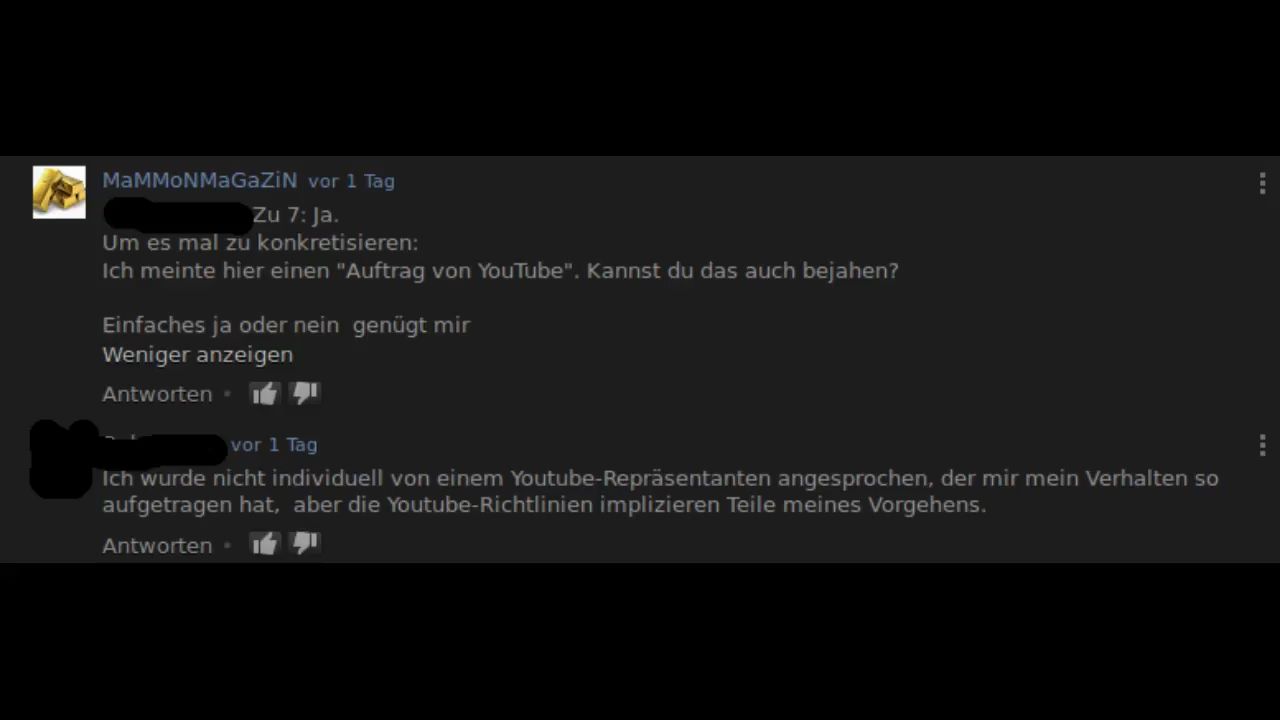 MaMMoNMaGaZiN vor 1 Tag
Zu 7: Ja.
Um es mal zu konkretisieren:
Ich meinte hier einen "Auftrag von YouTube". Kannst du das auch bejahen?
Einfaches ja oder nein  genügt mir
Weniger anzeigen
Antworten
vor 1 Tag
Ich wurde nicht individuell von einem Youtube-Repräsentanten angesprochen, der mir mein Verhalten so
aufgetragen hat,  aber die Youtube-Richtlinien implizieren Teile meines Vorgehens.
Antworten